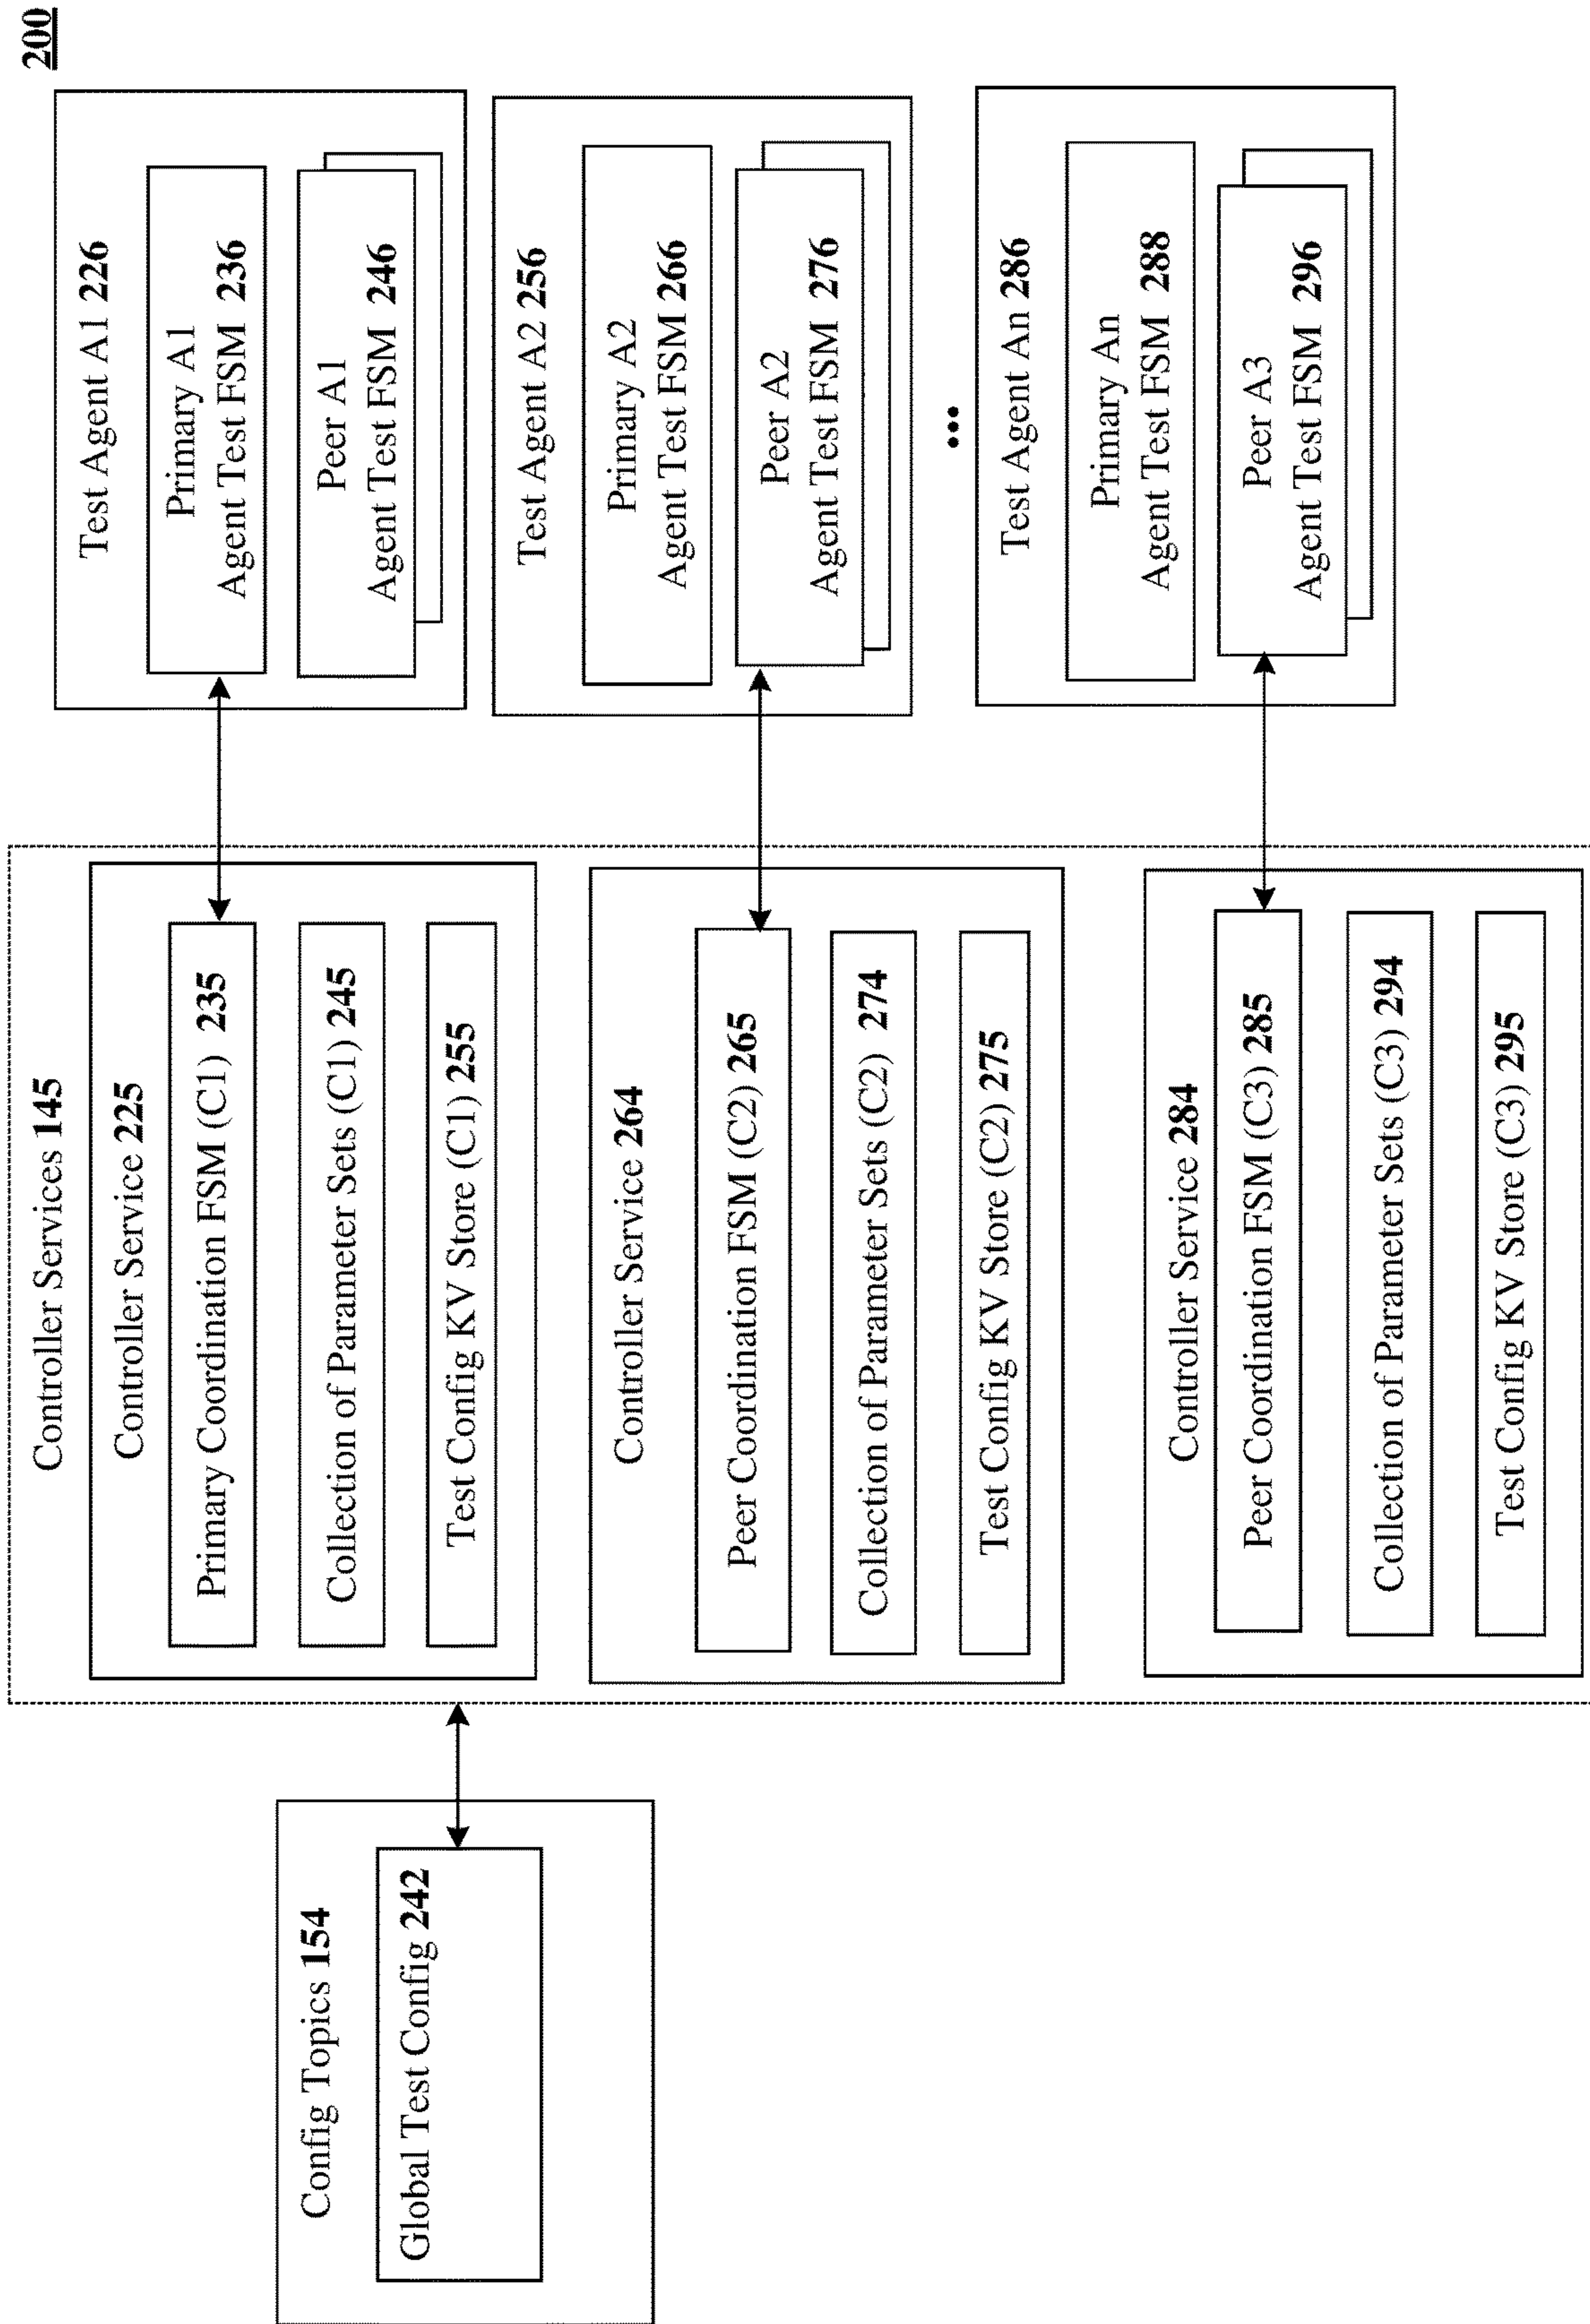 200
Config Topics 154
Global Test Config 242
Controller Services 145
Controller Service 225
Primary Coordination FSM (C1) 235
Collection of Parameter Sets (C1) 245
Test Config KV Store (C1) 255
Controller Service 264
Peer Coordination FSM (C2) 265
Collection of Parameter Sets (C2) 274
Test Config KV Store (C2) 275
Controller Service 284
Peer Coordination FSM (C3) 285
Collection of Parameter Sets (C3) 294
Test Config KV Store (C3) 295
Test Agent A1 226
Primary A1
Agent Test FSM 236
Peer A1
Agent Test FSM 246
Test Agent A2 256
Primary A2
Agent Test FSM 266
Peer A2
Agent Test FSM 276
...
Test Agent An 286
Primary An
Agent Test FSM 288
Peer A3
Agent Test FSM 296